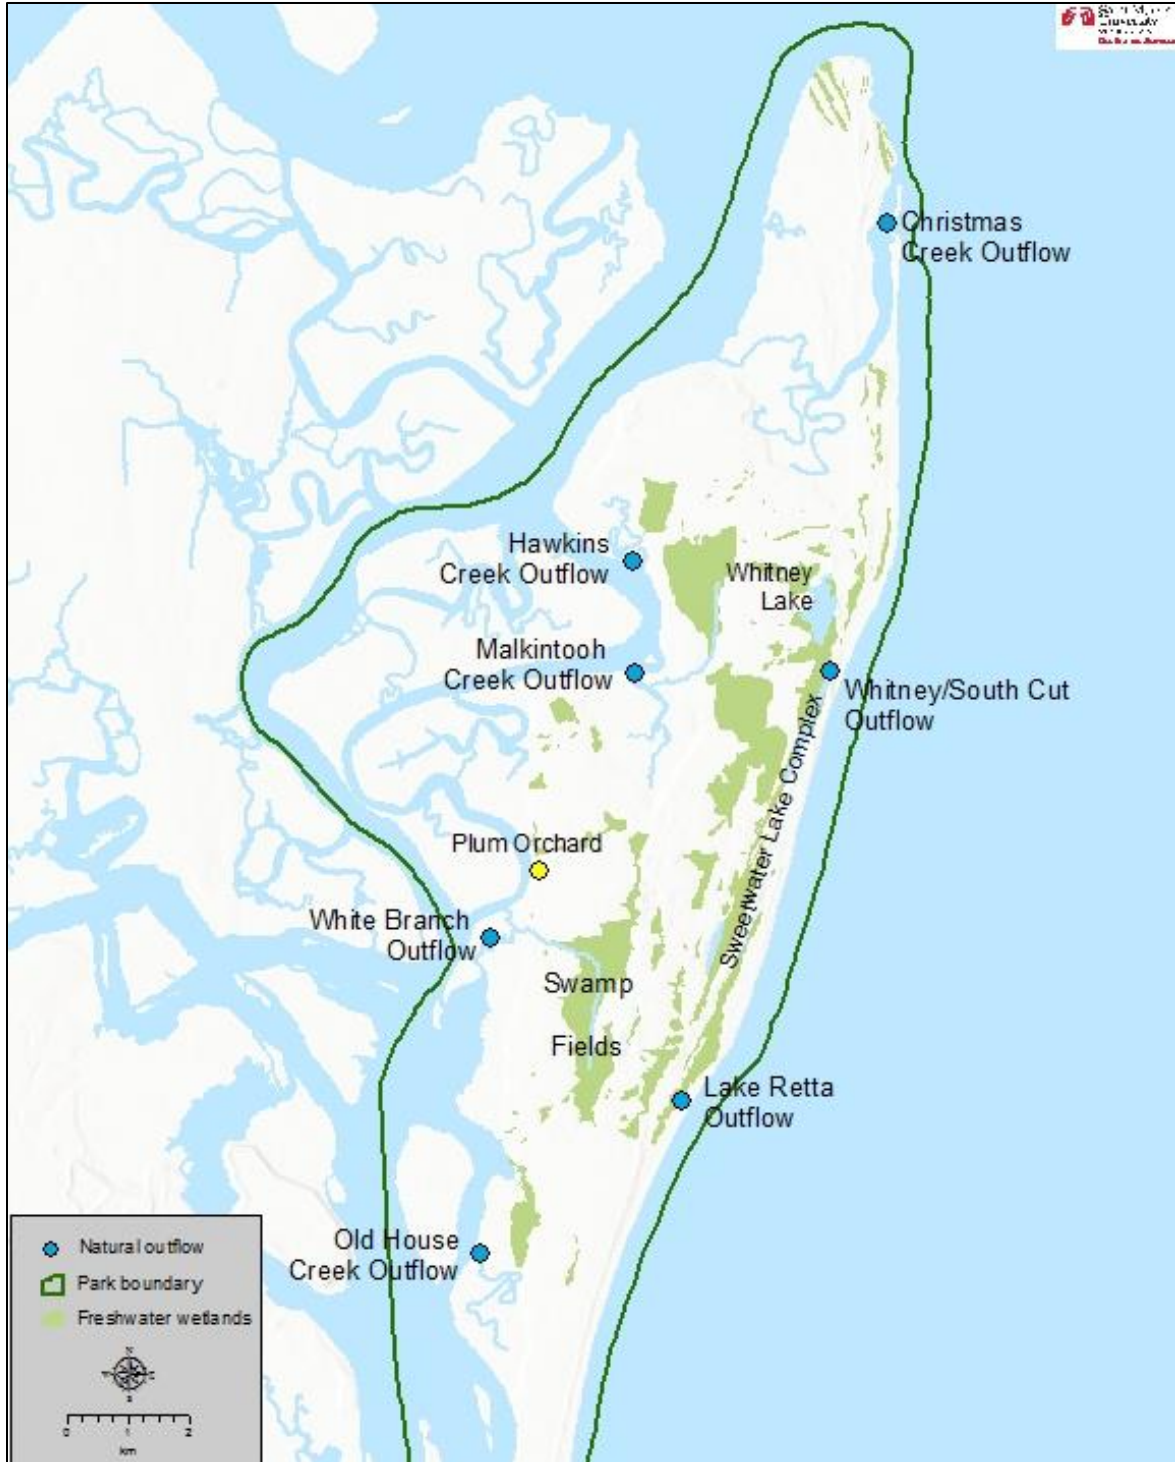 University
Christmas
Creek Outflow
Hawkins
Creek Outflow
Whitney
Lake
Malkintooh
Creek Outflow
Whitney/South Cut
Outflow
Sweetwater Lake Complex
Plum Orchard
White Branch
Outflow
Swamp
Fields
Lake Retta
Outflow
Old House
Creek Outflow
Natural outflow
Park boundary
Freshwater wetlands
N
0 1 2
km